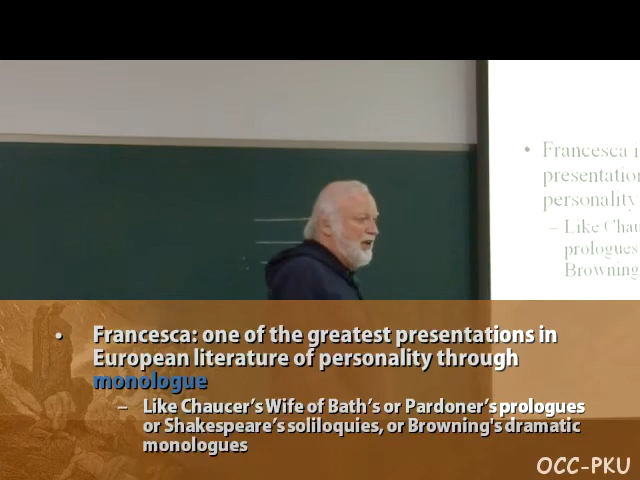 • Francesca i
presentation
personality
– Like Chau
prologues
Browning
• Francesca: one of the greatest presentations in
European literature of personality through
monologue
– Like Chaucer's Wife of Bath's or Pardoner's prologues
or Shakespeare's soliloquies, or Browning's dramatic
monologues
OCC-PKU